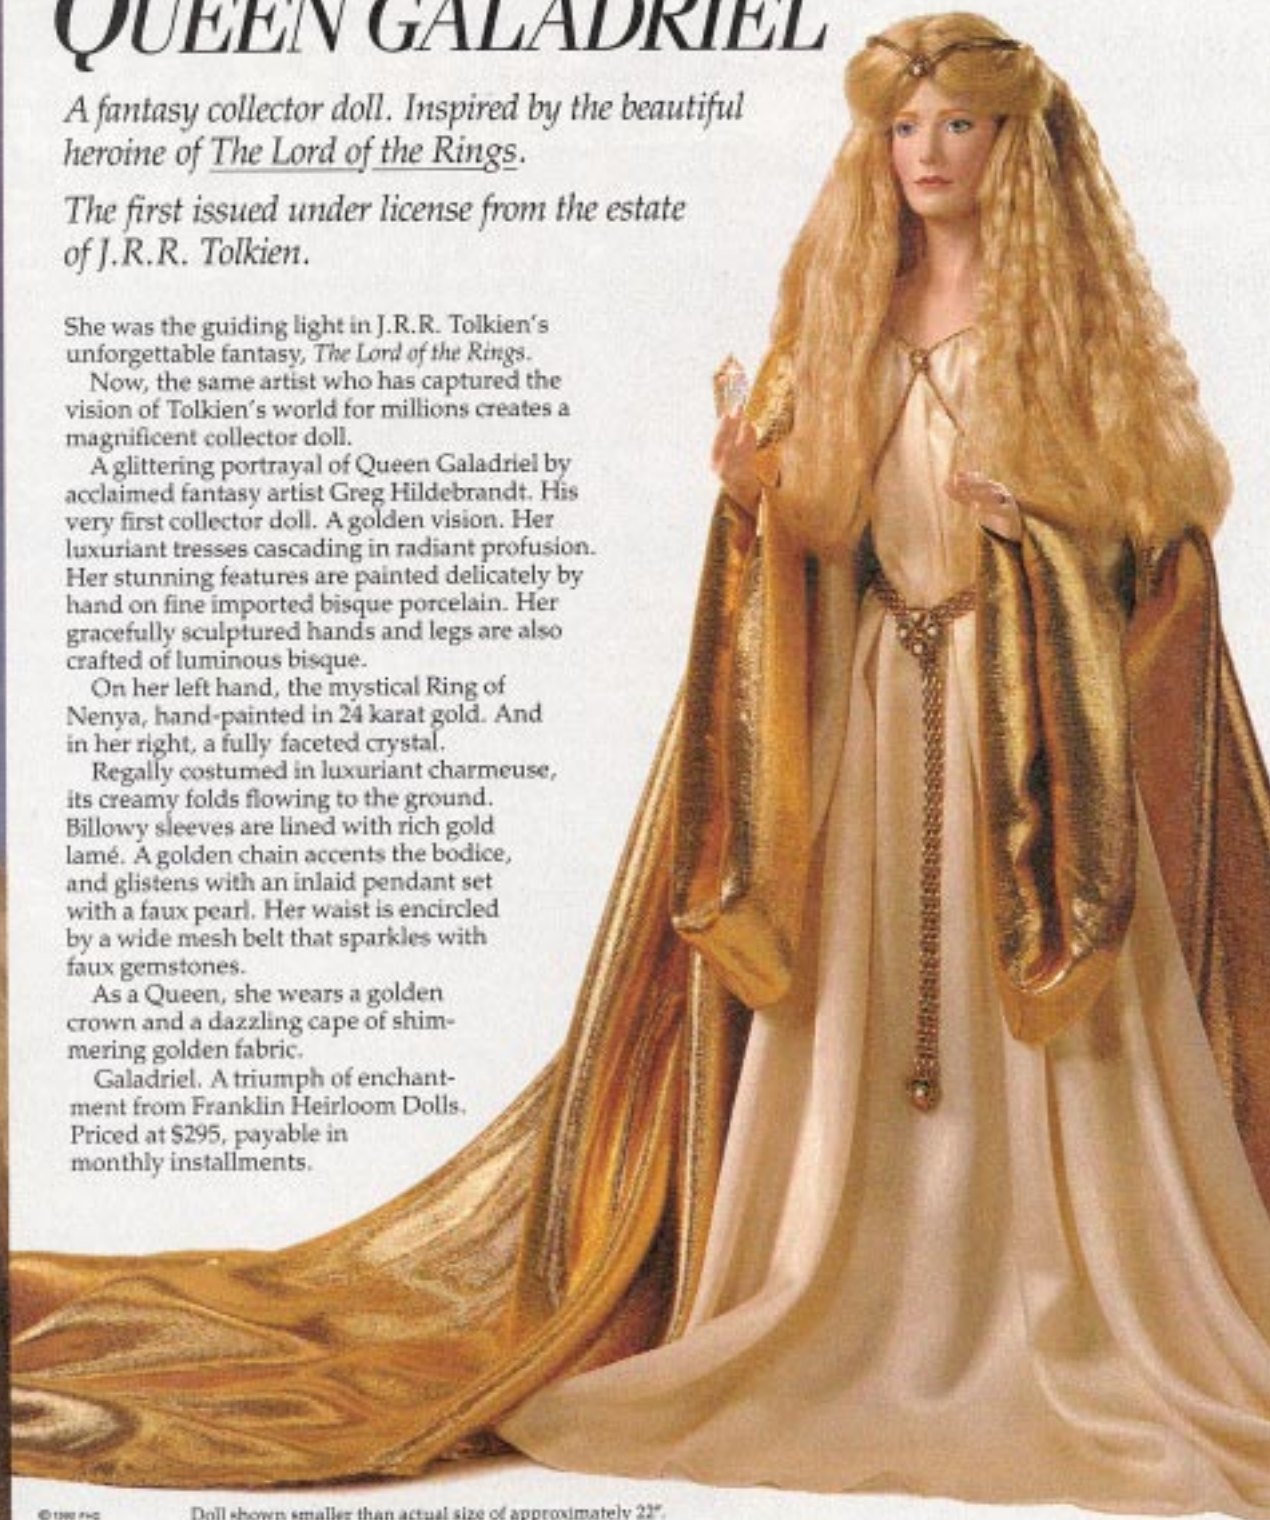 QUEEN GALADRIEL
A fantasy collector doll. Inspired by the beautiful
heroine of The Lord of the Rings.
The first issued under license from the estate
of J.R.R. Tolkien.
She was the guiding light in J.R.R. Tolkien's
unforgettable fantasy, The Lord of the Rings.
Now, the same artist who has captured the
vision of Tolkien's world for millions creates a
magnificent collector doll.
A glittering portrayal of Queen Galadriel by
acclaimed fantasy artist Greg Hildebrandt. His
very first collector doll. A golden vision. Her
luxuriant tresses cascading in radiant profusion.
Her stunning features are painted delicately by
hand on fine imported bisque porcelain. Her
gracefully sculptured hands and legs are also
crafted of luminous bisque.
On her left hand, the mystical Ring of
Nenya, hand-painted in 24 karat gold. And
in her right, a fully faceted crystal.
Regally costumed in luxuriant charmeuse,
its creamy folds flowing to the ground.
Billowy sleeves are lined with rich gold
lamé. A golden chain accents the bodice,
and glistens with an inlaid pendant set
with a faux pearl. Her waist is encircled
by a wide mesh belt that sparkles with
faux gemstones.
As a Queen, she wears a golden
crown and a dazzling cape of shim-
mering golden fabric.
Galadriel. A triumph of enchant-
ment from Franklin Heirloom Dolls.
Priced at $295, payable in
monthly installments.
©
Doll shown smaller than actual size of approximately 22".